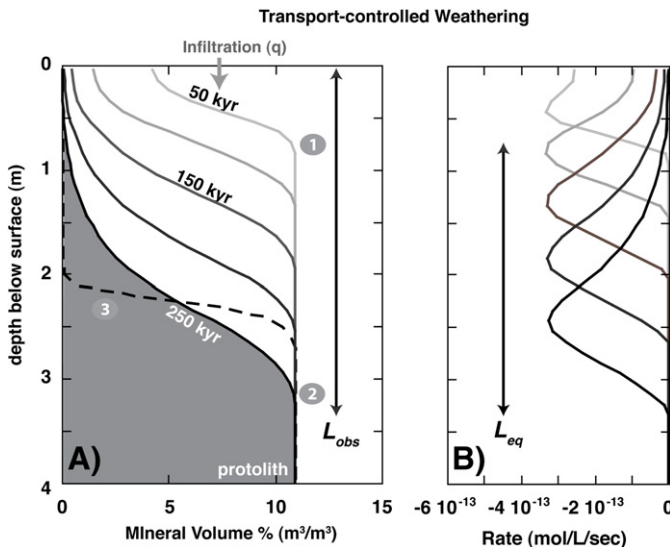 Transport-controlled Weathering
Infiltration (q)
50 kyr
1
150 kyr
3
250 kyr
2
L obs
L eq
A)
B)
protolith
0
1
2
3
4
depth below surface (m)
0 5 10 15
MIneral Volume % (m³/m³)
-6 10⁻¹³ -4 10⁻¹³ -2 10⁻¹³ 0
Rate (mol/L/sec)